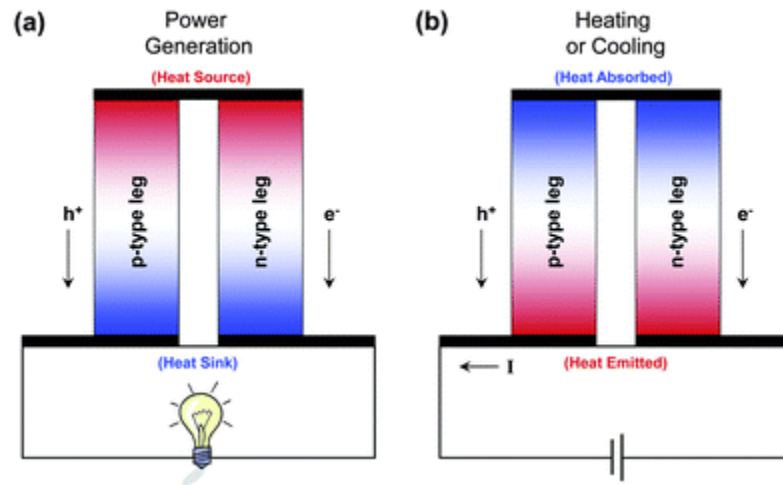 (a)
Power
Generation
(Heat Source)
h⁺
p-type leg
n-type leg
e⁻
(Heat Sink)
(b)
Heating
or Cooling
(Heat Absorbed)
h⁺
p-type leg
n-type leg
e⁻
I
(Heat Emitted)